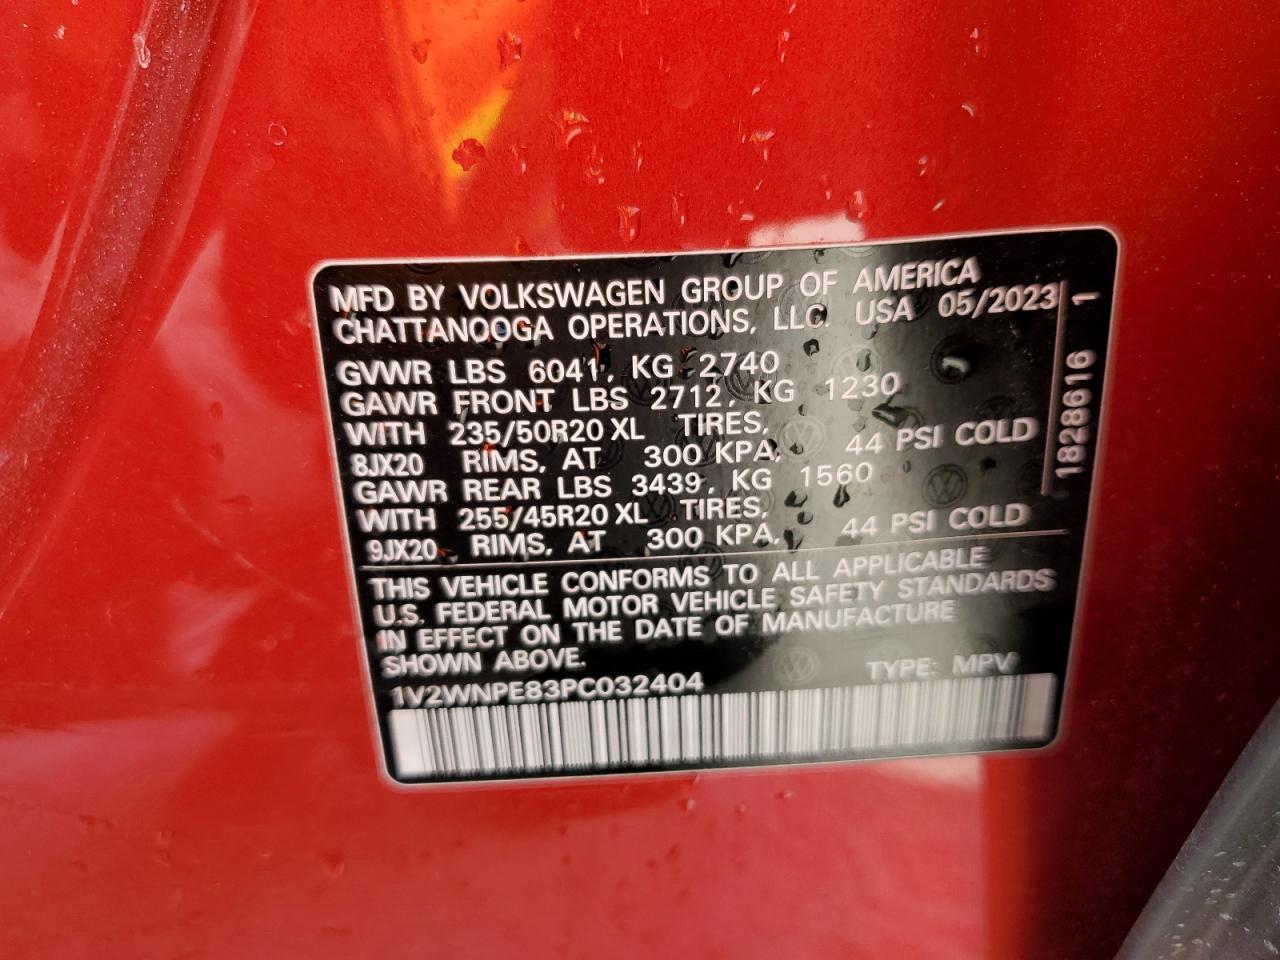 MFD BY VOLKSWAGEN GROUP OF AMERICA
CHATTANOOGA OPERATIONS, LLC. USA 05/2023
GVWR LBS 6041, KG 2740
GAWR FRONT LBS 2712, KG 1230
WITH 235/50R20 XL TIRES,
8JX20 RIMS, AT 300 KPA, 44 PSI COLD
GAWR REAR LBS 3439, KG 1560
WITH 255/45R20 XL TIRES,
9JX20 RIMS, AT 300 KPA, 44 PSI COLD
THIS VEHICLE CONFORMS TO ALL APPLICABLE
U.S. FEDERAL MOTOR VEHICLE SAFETY STANDARDS
IN EFFECT ON THE DATE OF MANUFACTURE
SHOWN ABOVE. TYPE: MPV
1V2WNPE83PC032404
1828616 1